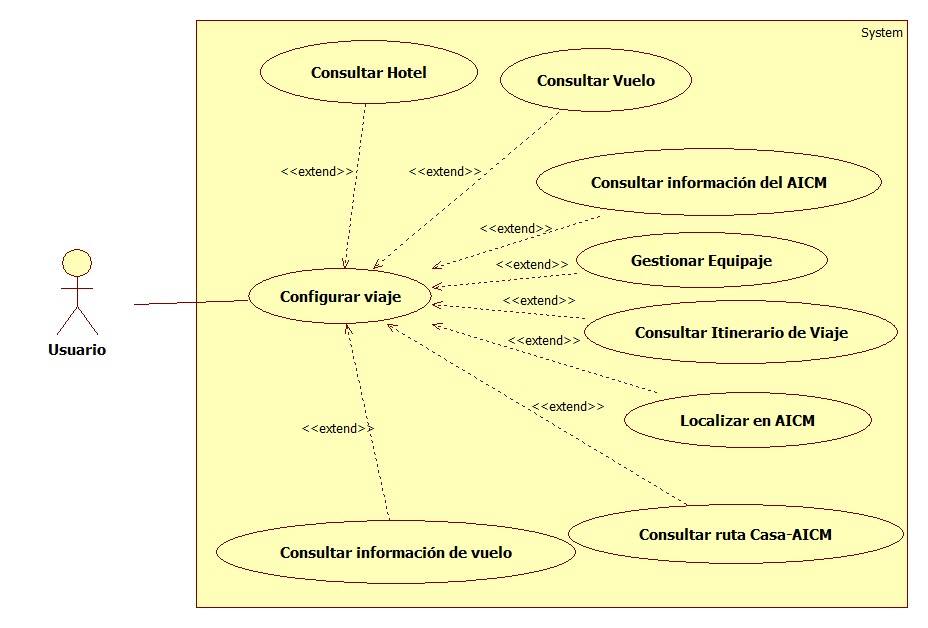 System
Consultar Hotel
Consultar Vuelo
<<extend>>
<<extend>>
Consultar información del AICM
<<extend>>
Gestionar Equipaje
<<extend>>
Configurar viaje
<<extend>>
Consultar Itinerario de Viaje
<<extend>>
Usuario
<<extend>>
Localizar en AICM
<<extend>>
Consultar ruta Casa-AICM
Consultar información de vuelo